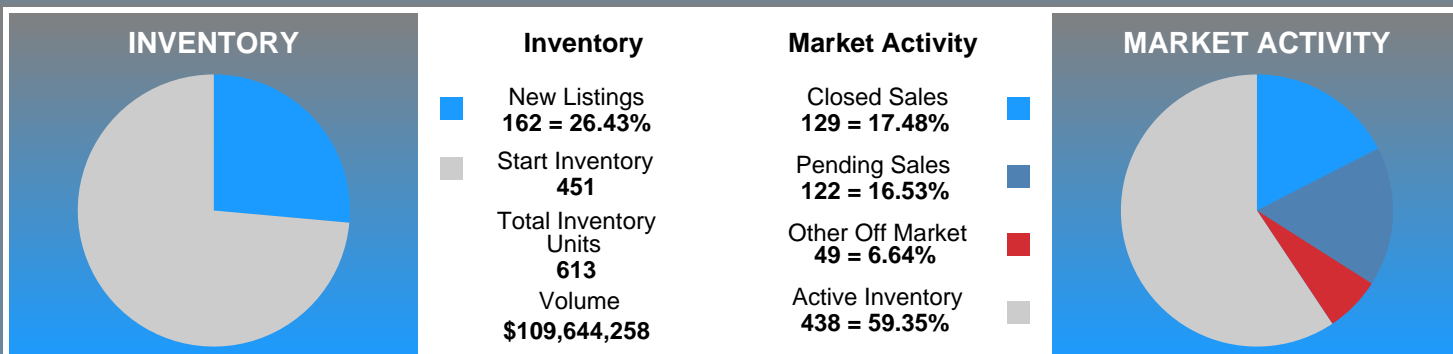 INVENTORY
Inventory
New Listings
162 = 26.43%
Start Inventory
451
Total Inventory
Units
613
Volume
$109,644,258
Market Activity
Closed Sales
129 = 17.48%
Pending Sales
122 = 16.53%
Other Off Market
49 = 6.64%
Active Inventory
438 = 59.35%
MARKET ACTIVITY